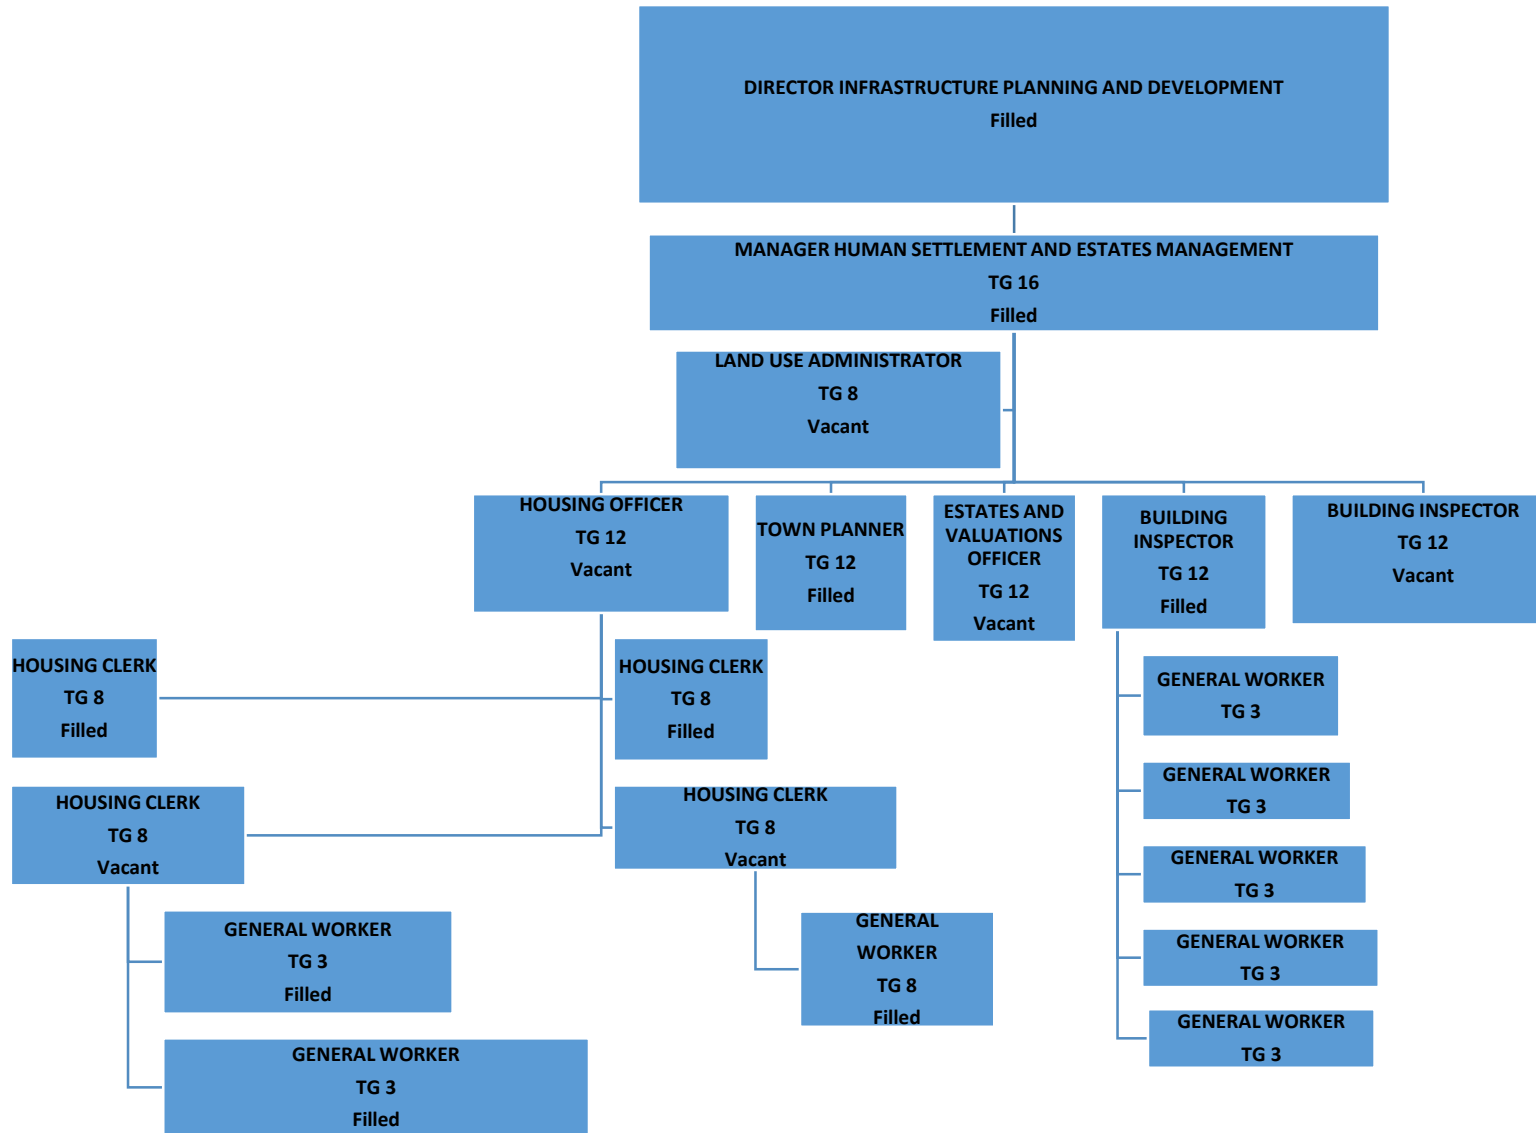 DIRECTOR INFRASTRUCTURE PLANNING AND DEVELOPMENT
Filled
MANAGER HUMAN SETTLEMENT AND ESTATES MANAGEMENT
TG 16
Filled
LAND USE ADMINISTRATOR
TG 8
Vacant
HOUSING OFFICER
TG 12
Vacant
TOWN PLANNER
TG 12
Filled
ESTATES AND
VALUATIONS
OFFICER
TG 12
Vacant
BUILDING
INSPECTOR
TG 12
Filled
BUILDING INSPECTOR
TG 12
Vacant
HOUSING CLERK
TG 8
Filled
HOUSING CLERK
TG 8
Filled
HOUSING CLERK
TG 8
Vacant
HOUSING CLERK
TG 8
Vacant
GENERAL WORKER
TG 3
Filled
GENERAL WORKER
TG 3
Filled
GENERAL
WORKER
TG 8
Filled
GENERAL WORKER
TG 3
GENERAL WORKER
TG 3
GENERAL WORKER
TG 3
GENERAL WORKER
TG 3
GENERAL WORKER
TG 3